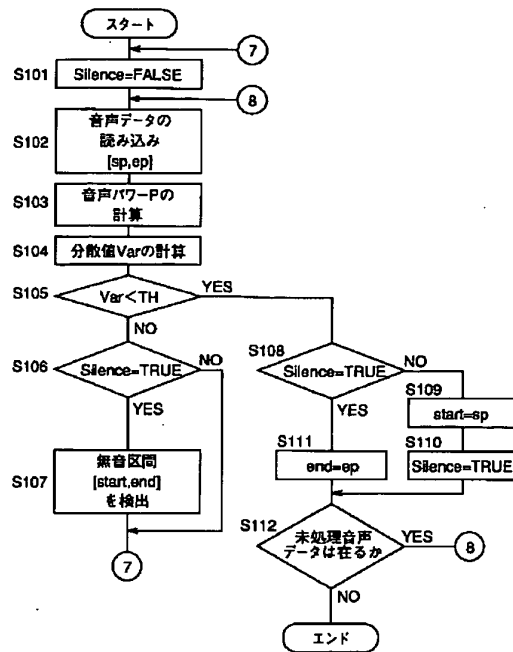 スタート
7
S101
Silence=FALSE
8
S102
音声データの
読み込み
[sp,ep]
S103
音声パワーPの
計算
S104
分散値Varの計算
S105
Var<TH
YES
NO
S106
Silence=TRUE
NO
YES
S107
無音区間
[start,end]
を検出
7
S108
Silence=TRUE
NO
YES
S109
start=sp
S110
Silence=TRUE
S111
end=ep
S112
未処理音声
データは在るか
YES
8
NO
エンド